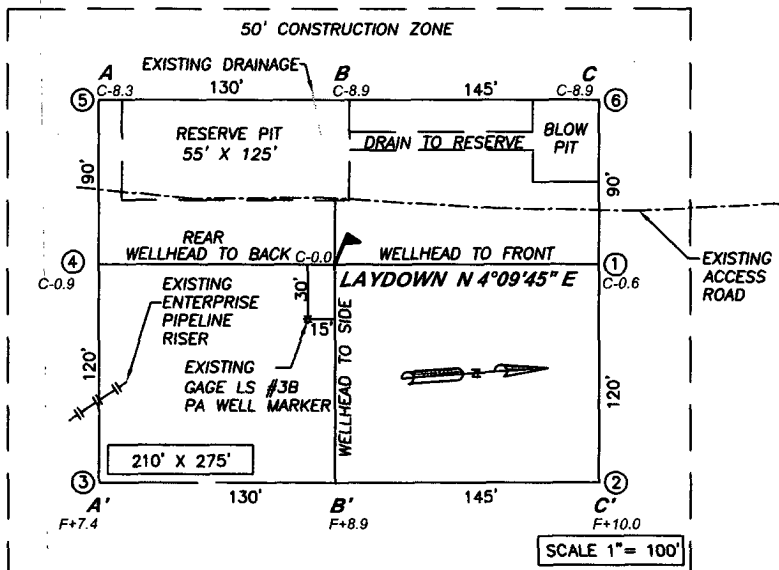 50' CONSTRUCTION ZONE
EXISTING DRAINAGE
A
B
C
C-8.3
130'
C-8.9
145'
C-8.9
5
6
RESERVE PIT
55' X 125'
DRAIN TO RESERVE
BLOW
PIT
90'
90'
REAR
WELLHEAD TO BACK
C-0.0
WELLHEAD TO FRONT
4
1
C-0.9
C-0.6
EXISTING
ACCESS
ROAD
LAYDOWN N 4°09'45" E
EXISTING
ENTERPRISE
PIPELINE
RISER
30'
15'
EXISTING
GAGE LS #3B
PA WELL MARKER
WELLHEAD TO SIDE
N
120'
120'
210' X 275'
3
2
130'
145'
A'
B'
C'
F+7.4
F+8.9
F+10.0
SCALE 1"= 100'